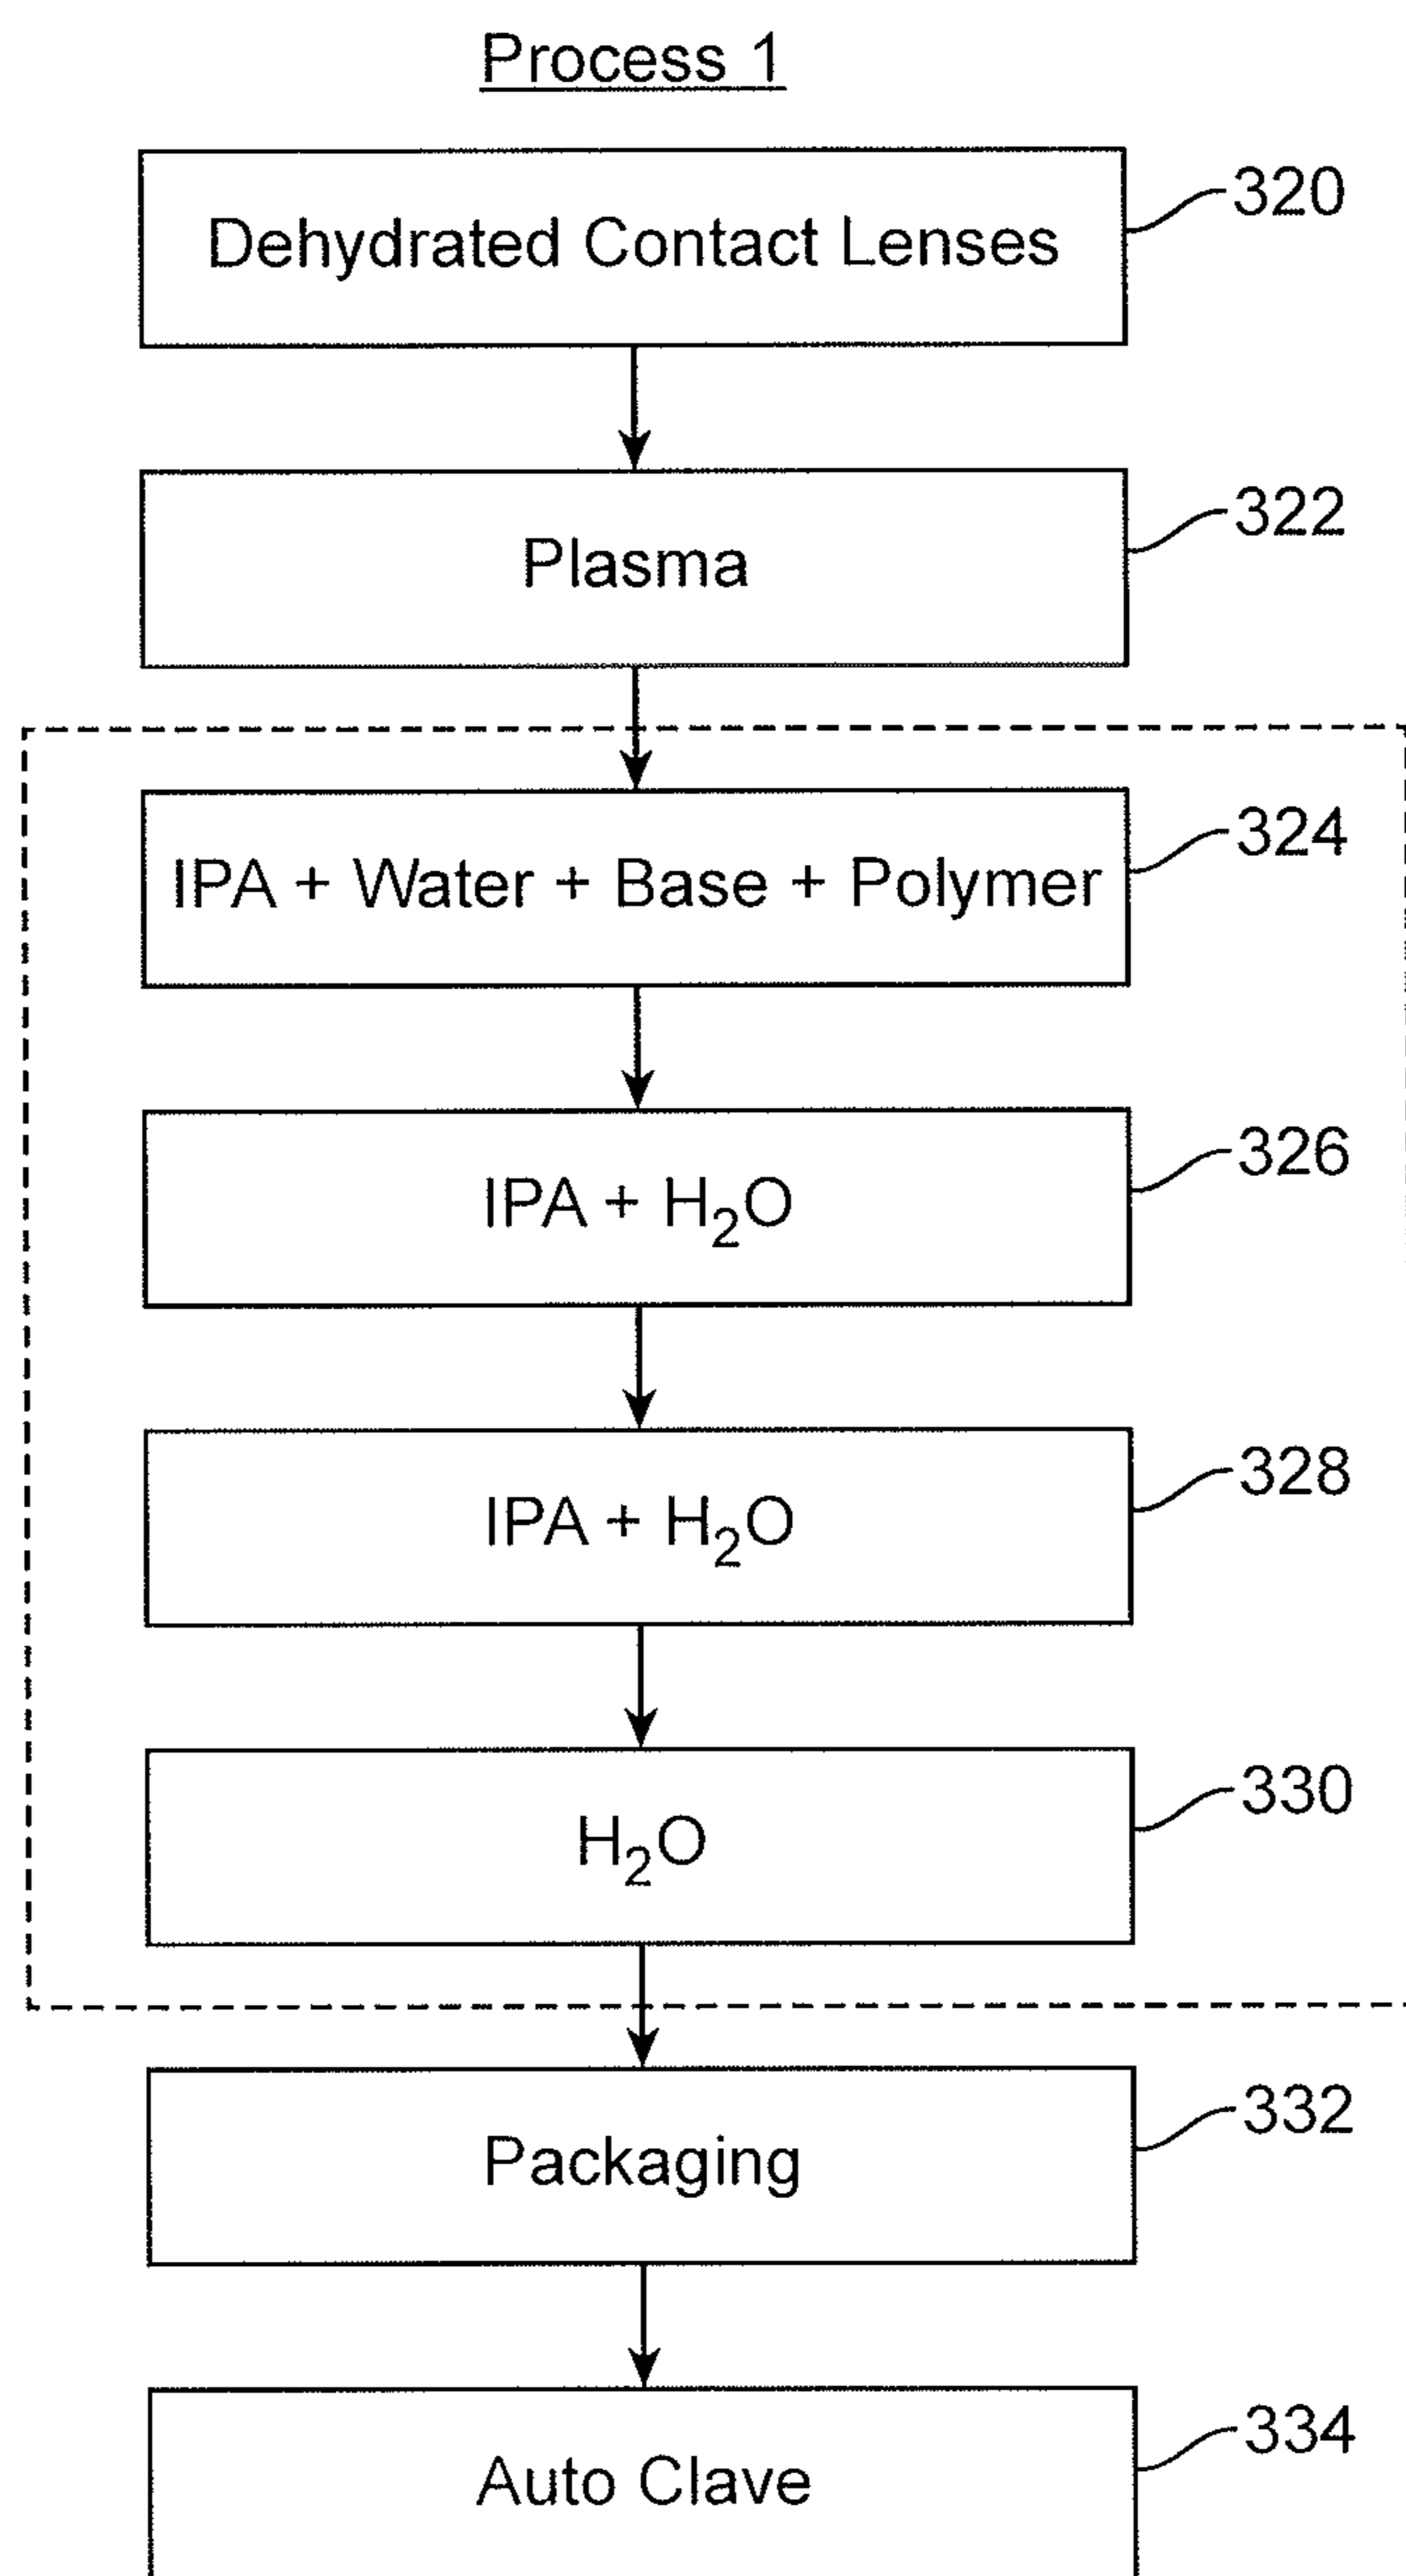 Process 1
Dehydrated Contact Lenses
320
Plasma
322
IPA + Water + Base + Polymer
324
IPA + H₂O
326
IPA + H₂O
328
H₂O
330
Packaging
332
Auto Clave
334